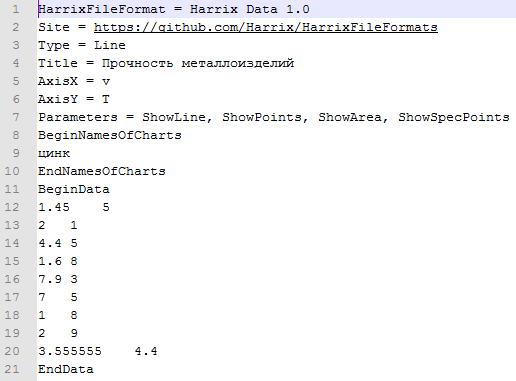 1 HarrixFileFormat = Harrix Data 1.0
2 Site = https://github.com/Harrix/HarrixFileFormats
3 Type = Line
4 Title = Прочность металлоизделий
5 AxisX = v
6 AxisY = T
7 Parameters = ShowLine, ShowPoints, ShowArea, ShowSpecPoints
8 BeginNamesOfCharts
9 цинк
10 EndNamesOfCharts
11 BeginData
12 1.45 5
13 2 1
14 4.4 5
15 1.6 8
16 7.9 3
17 7 5
18 1 8
19 2 9
20 3.555555 4.4
21 EndData